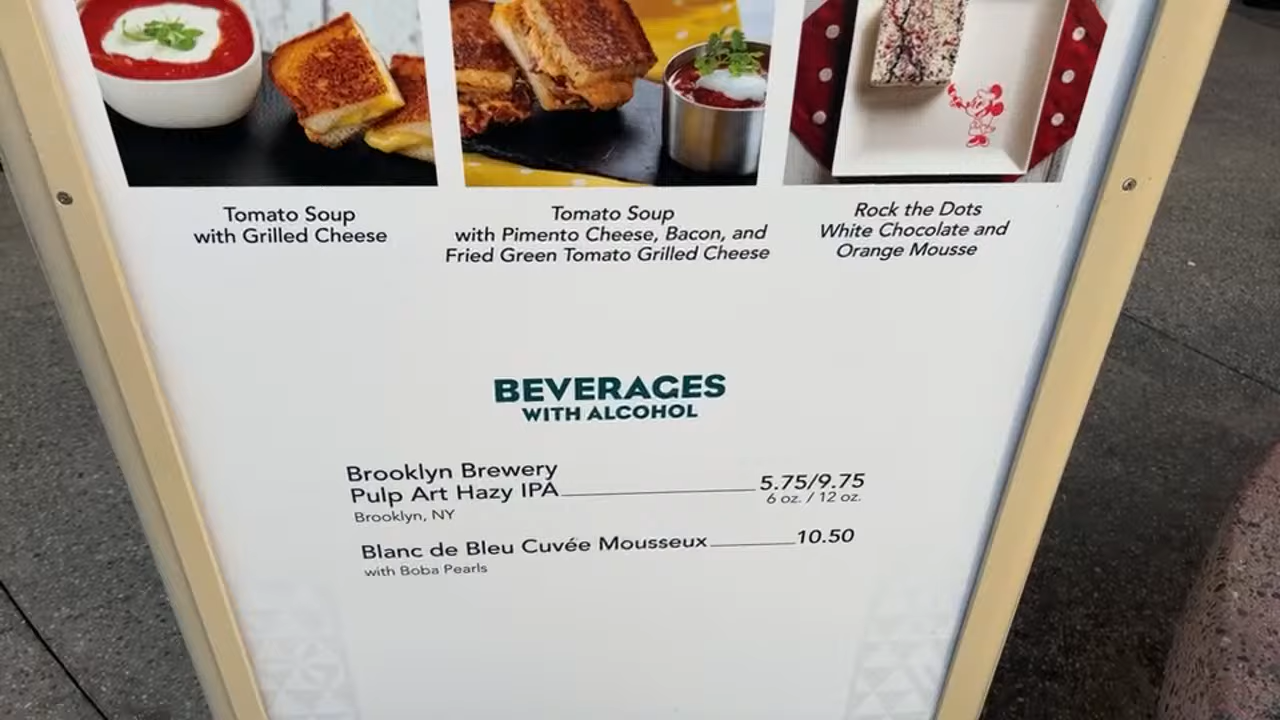 Tomato Soup
with Grilled Cheese
Tomato Soup
with Pimento Cheese, Bacon, and
Fried Green Tomato Grilled Cheese
Rock the Dots
White Chocolate and
Orange Mousse
BEVERAGES
WITH ALCOHOL
Brooklyn Brewery
Pulp Art Hazy IPA 5.75/9.75
6 oz. / 12 oz.
Brooklyn, NY
Blanc de Bleu Cuvée Mousseux 10.50
with Boba Pearls